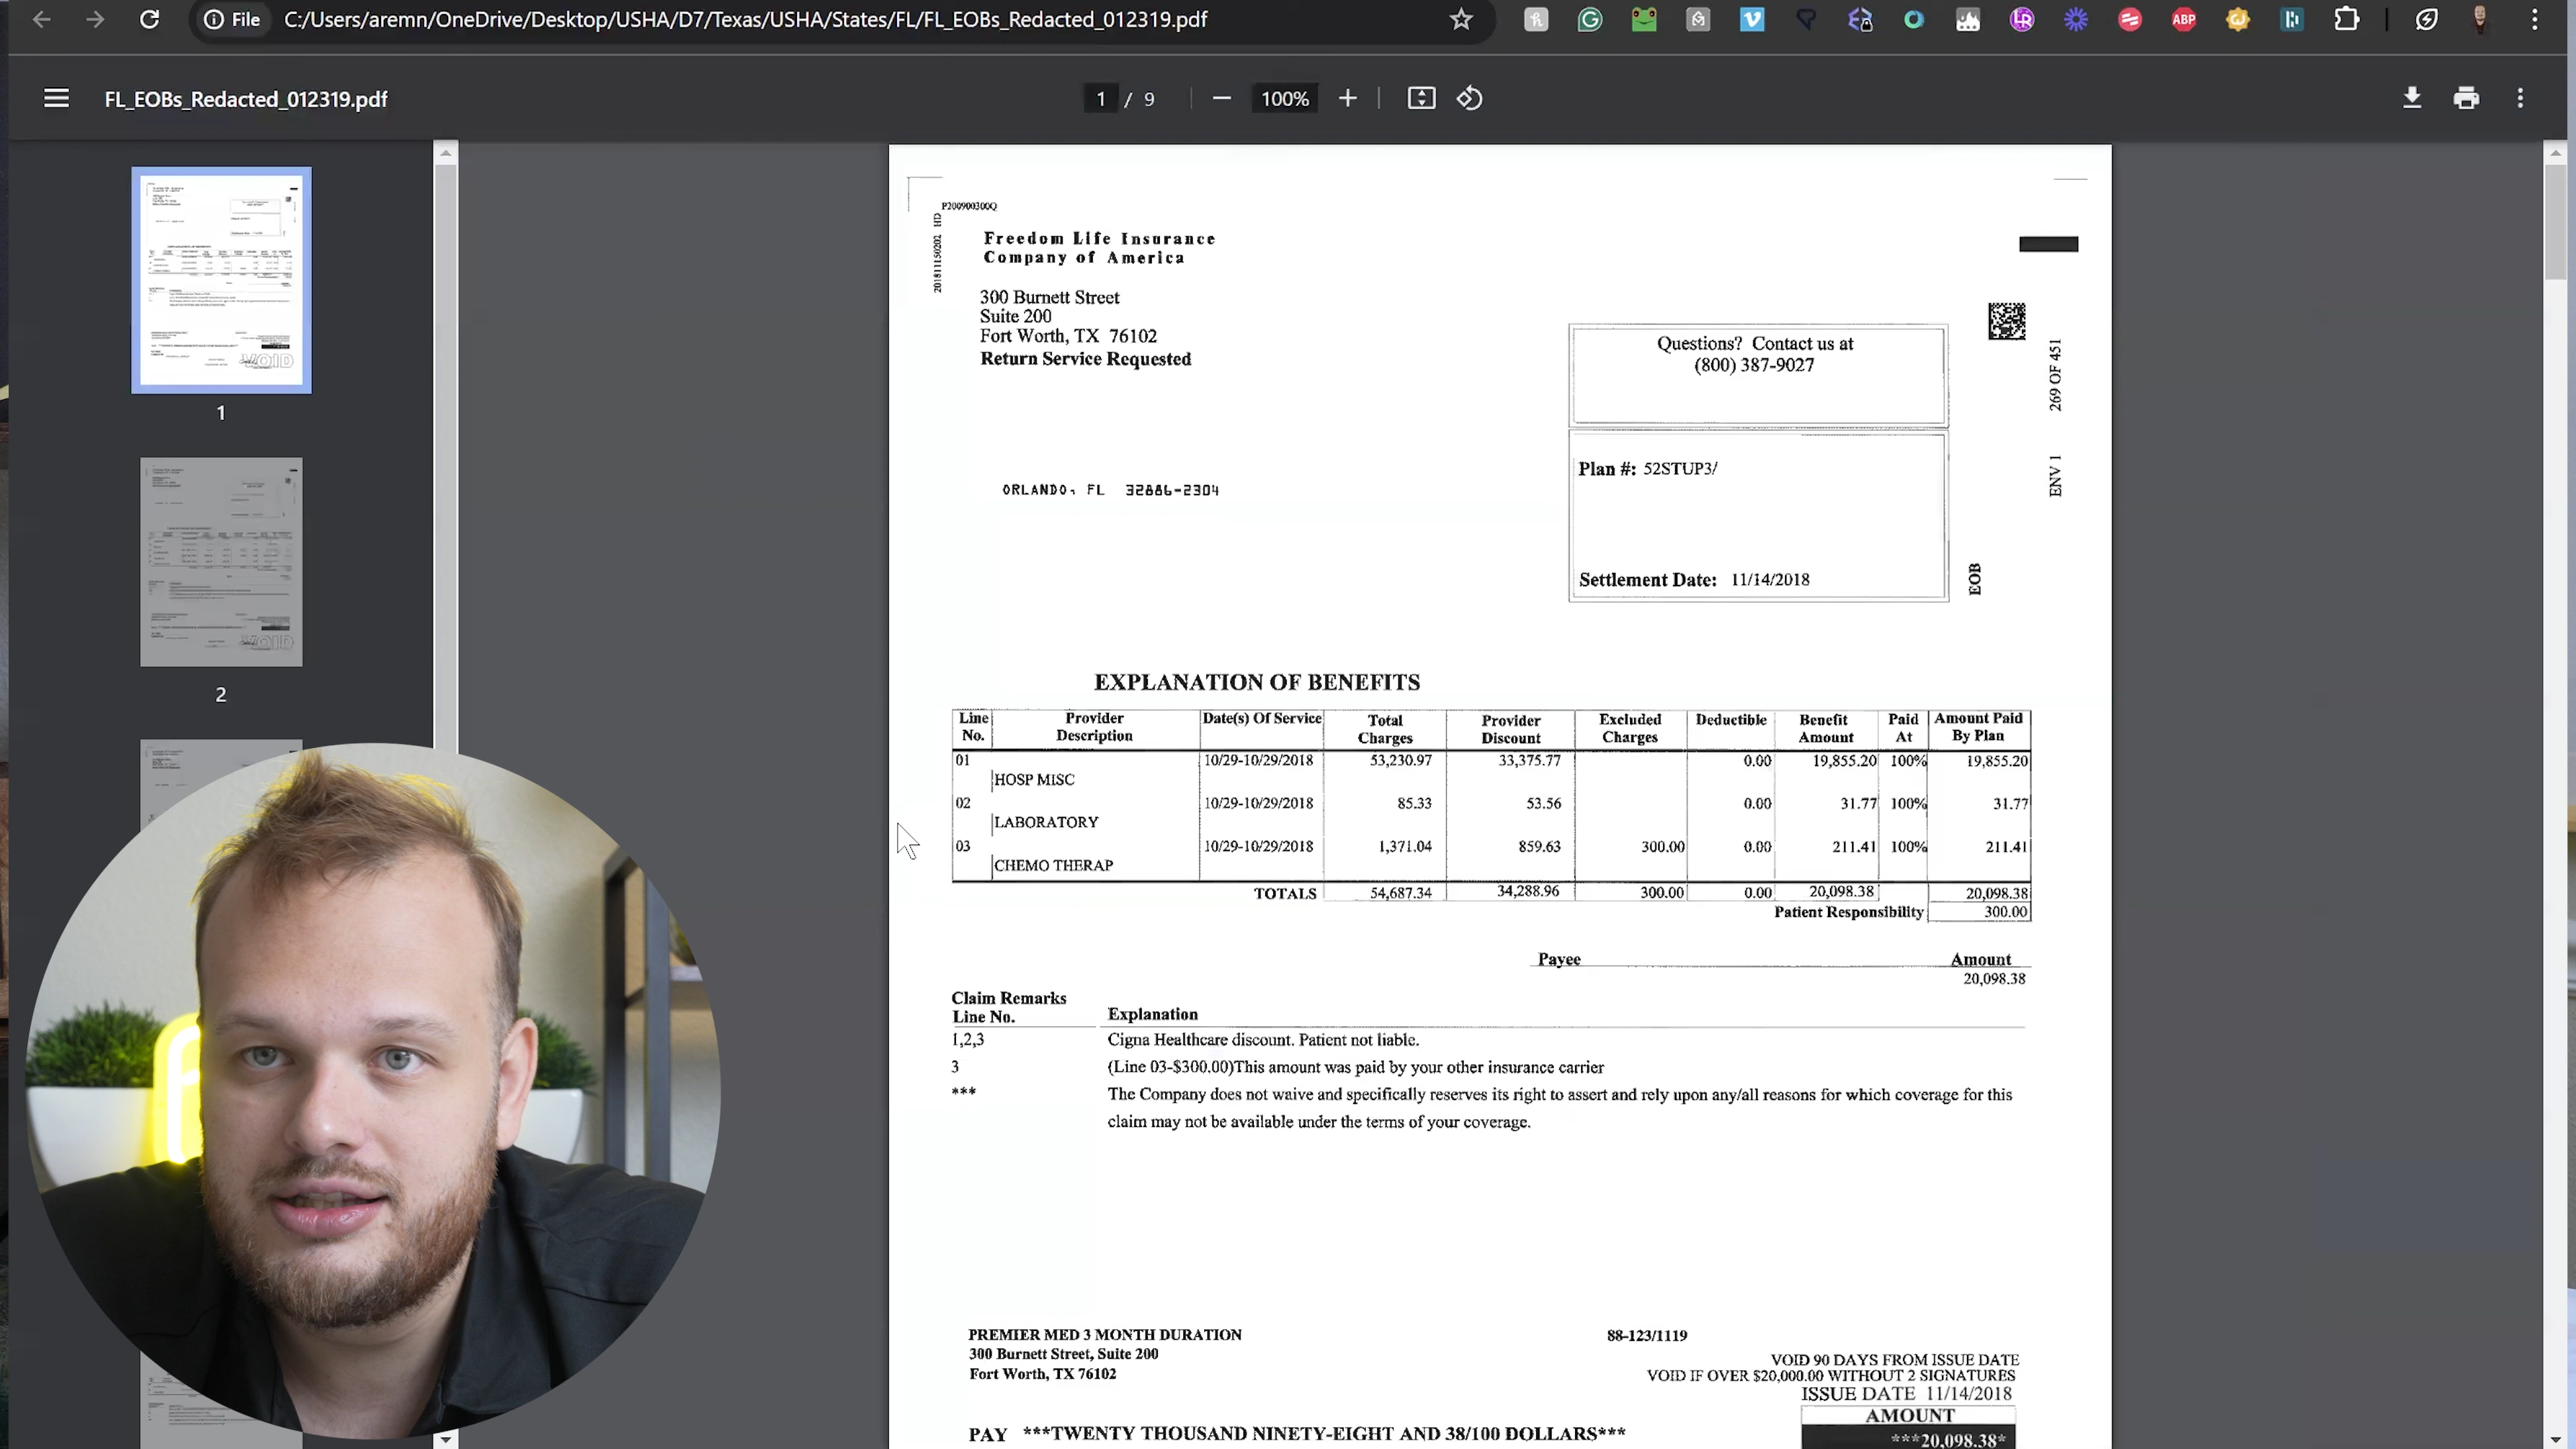 File C:/Users/aremn/OneDrive/Desktop/USHA/D7/Texas/USHA/States/FL/FL_EOBs_Redacted_012319.pdf
ABP
FL_EOBs_Redacted_012319.pdf
1 / 9
100%
1
2
P200900300Q
20181115O202 HD
Freedom Life Insurance
Company of America
300 Burnett Street
Suite 200
Fort Worth, TX 76102
Return Service Requested
ORLANDO, FL 32886-2304
Questions? Contact us at
(800) 387-9027
Plan #: 52STUP3/
Settlement Date: 11/14/2018
269 OF 451
ENV 1
EOB
EXPLANATION OF BENEFITS
Line No. Provider Description Date(s) Of Service Total Charges Provider Discount Excluded Charges Deductible Benefit Amount Paid At Amount Paid By Plan
01 10/29-10/29/2018 53,230.97 33,375.77 0.00 19,855.20 100% 19,855.20
HOSP MISC
02 10/29-10/29/2018 85.33 53.56 0.00 31.77 100% 31.77
LABORATORY
03 10/29-10/29/2018 1,371.04 859.63 300.00 0.00 211.41 100% 211.41
CHEMO THERAP
TOTALS 54,687.34 34,288.96 300.00 0.00 20,098.38 20,098.38
Patient Responsibility 300.00
Payee Amount
20,098.38
Claim Remarks
Line No. Explanation
1,2,3 Cigna Healthcare discount. Patient not liable.
3 (Line 03-$300.00)This amount was paid by your other insurance carrier
*** The Company does not waive and specifically reserves its right to assert and rely upon any/all reasons for which coverage for this
claim may not be available under the terms of your coverage.
PREMIER MED 3 MONTH DURATION
300 Burnett Street, Suite 200
Fort Worth, TX 76102
88-123/1119
VOID 90 DAYS FROM ISSUE DATE
VOID IF OVER $20,000.00 WITHOUT 2 SIGNATURES
ISSUE DATE 11/14/2018
AMOUNT
***20,098.38*
PAY ***TWENTY THOUSAND NINETY-EIGHT AND 38/100 DOLLARS***
VOID
VOID